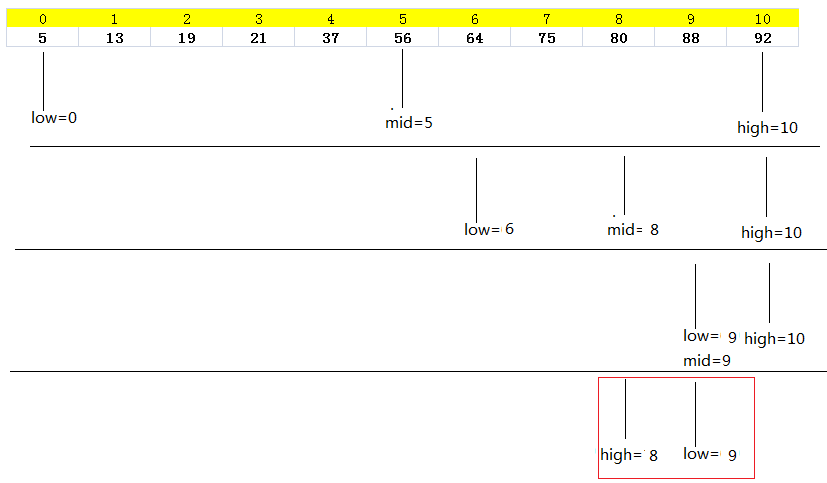 0 1 2 3 4 5 6 7 8 9 10
5 13 19 21 37 56 64 75 80 88 92
low=0 mid=5 high=10
low=6 mid=8 high=10
low=9 high=10
mid=9
high=8 low=9